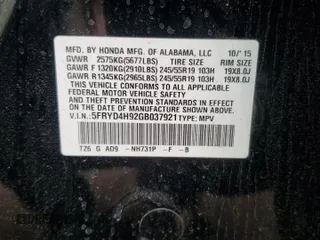 MFD. BY HONDA MFG. OF ALABAMA, LLC 10/'15
GVWR 2575KG(5677LBS) TIRE SIZE RIM SIZE
GAWR F 1320KG(2910LBS) 245/55R19 103H 19X8.0J
GAWR R1345KG(2965LBS) 245/55R19 103H 19X8.0J
THIS VEHICLE CONFORMS TO ALL APPLICABLE
FEDERAL MOTOR VEHICLE SAFETY AND
THEFT PREVENTION STANDARDS IN EFFECT ON
THE DATE OF MANUFACTURE SHOWN ABOVE.
V.I.N.: 5FRYD4H92GB037921 TYPE: MPV
726 G AD9 -NH731P -F -B